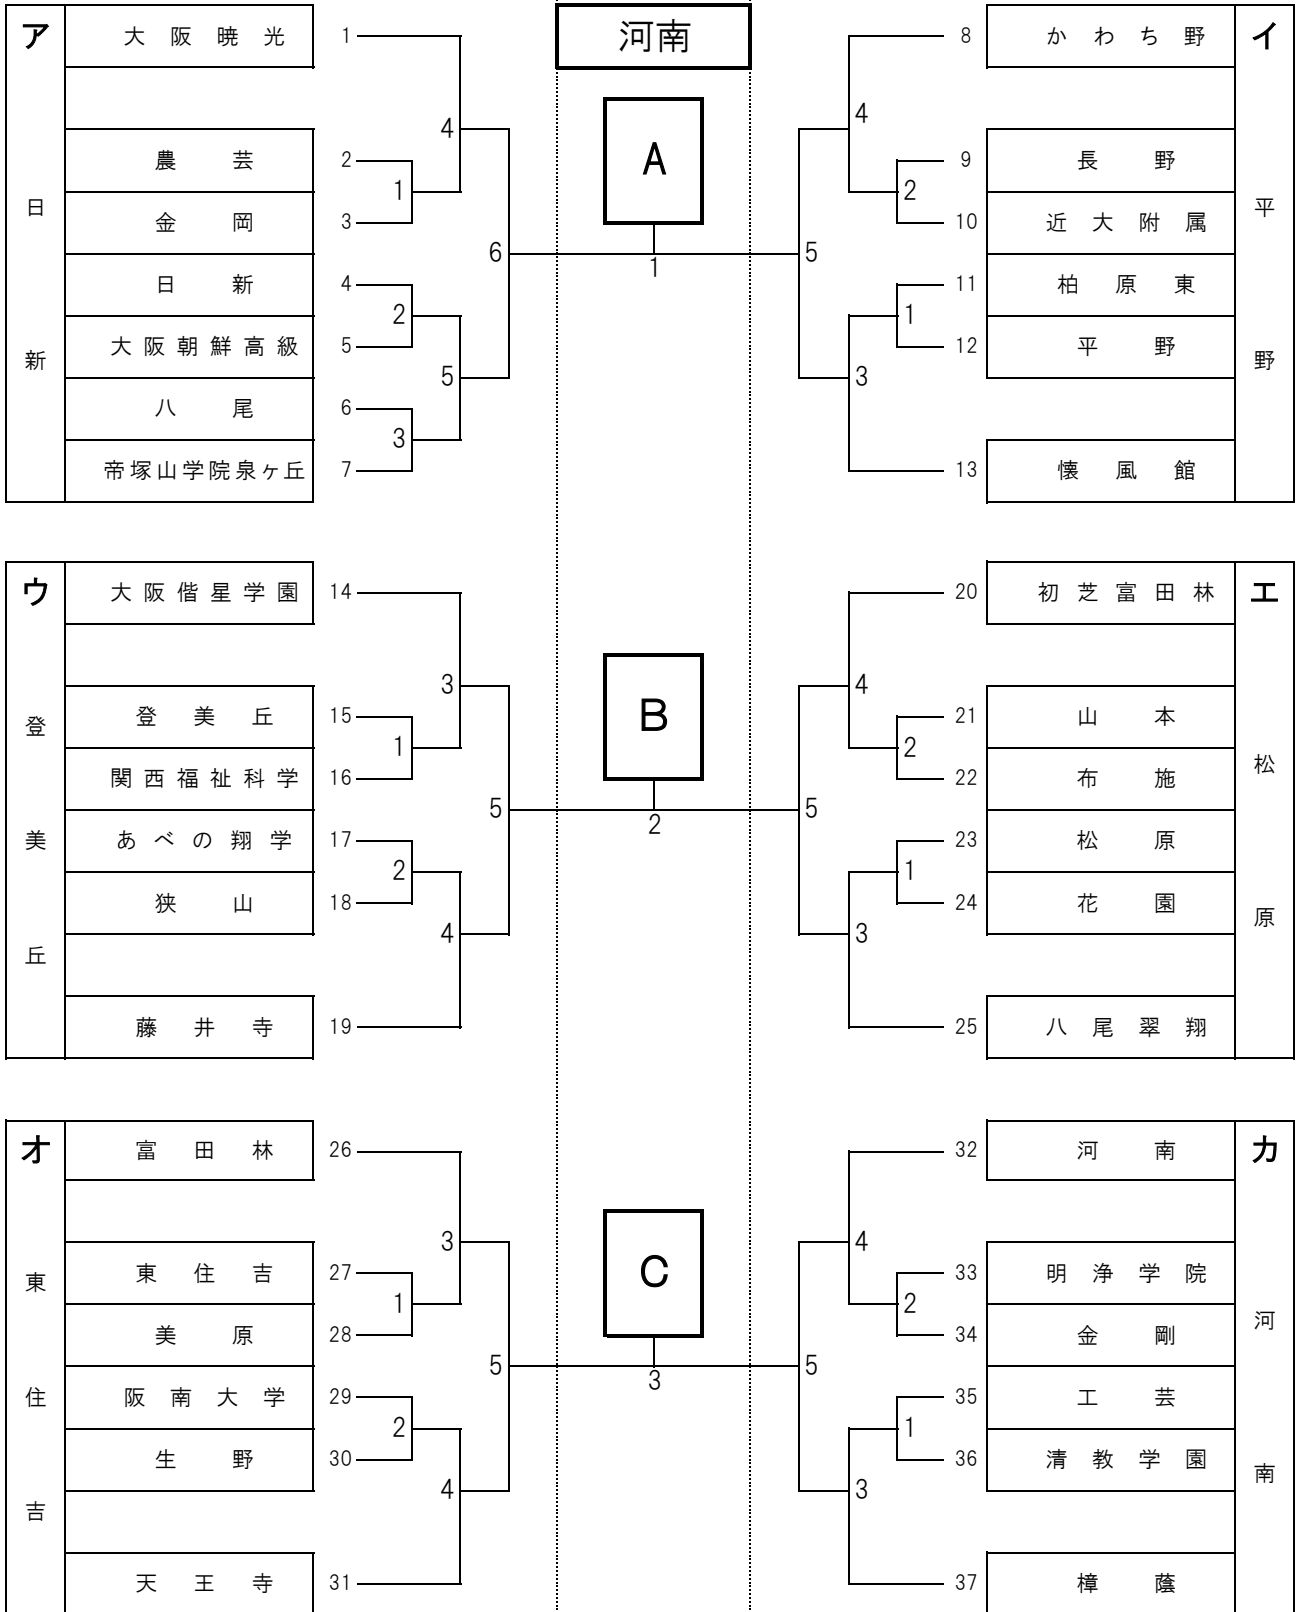 河南
ア 日新
大阪暁光 1
農芸 2
金岡 3
日新 4
大阪朝鮮高級 5
八尾 6
帝塚山学院泉ヶ丘 7
4
1
2
3
5
6
A
1
イ 平野
8 かわち野
9 長野
10 近大附属
11 柏原東
12 平野
13 懐風館
4
2
1
3
5
ウ 登美丘
大阪偕星学園 14
登美丘 15
関西福祉科学 16
あべの翔学 17
狭山 18
藤井寺 19
3
1
2
4
5
B
2
エ 松原
20 初芝富田林
21 山本
22 布施
23 松原
24 花園
25 八尾翠翔
4
2
1
3
5
オ 東住吉
富田林 26
東住吉 27
美原 28
阪南大学 29
生野 30
天王寺 31
3
1
2
4
5
C
3
カ 河南
32 河南
33 明浄学院
34 金剛
35 工芸
36 清教学園
37 樟蔭
4
2
1
3
5